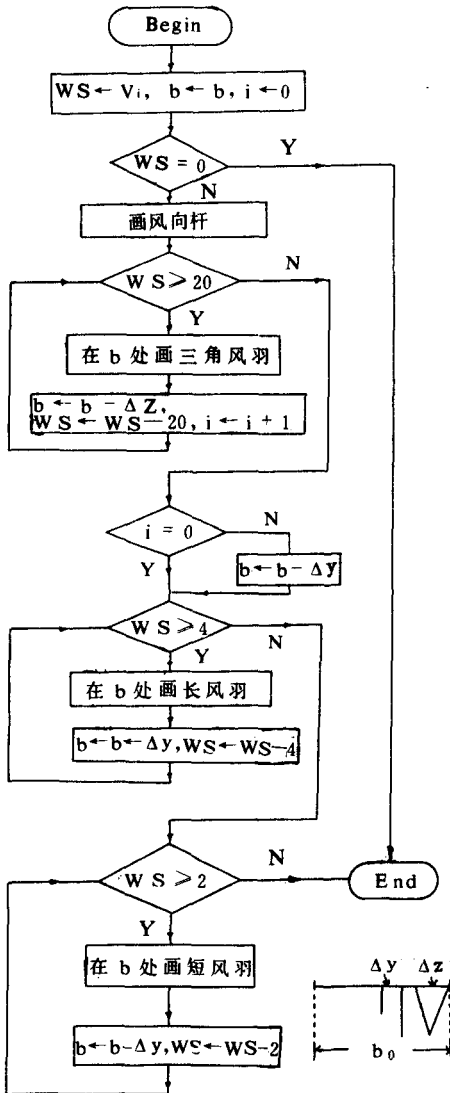 Begin
WS ← Vi, b ← b, i ← 0
WS = 0
Y
N
画风向杆
WS ⩾ 20
N
Y
在 b 处画三角风羽
b ← b − ΔZ,
WS ← WS−20, i ← i + 1
i = 0
N
Y
b ← b − Δy
WS ⩾ 4
N
Y
在 b 处画长风羽
b ← b ← Δy, WS ← WS−4
WS ⩾ 2
N
End
Y
在 b 处画短风羽
b ← b−Δy, WS ← WS−2
Δy Δz
b₀